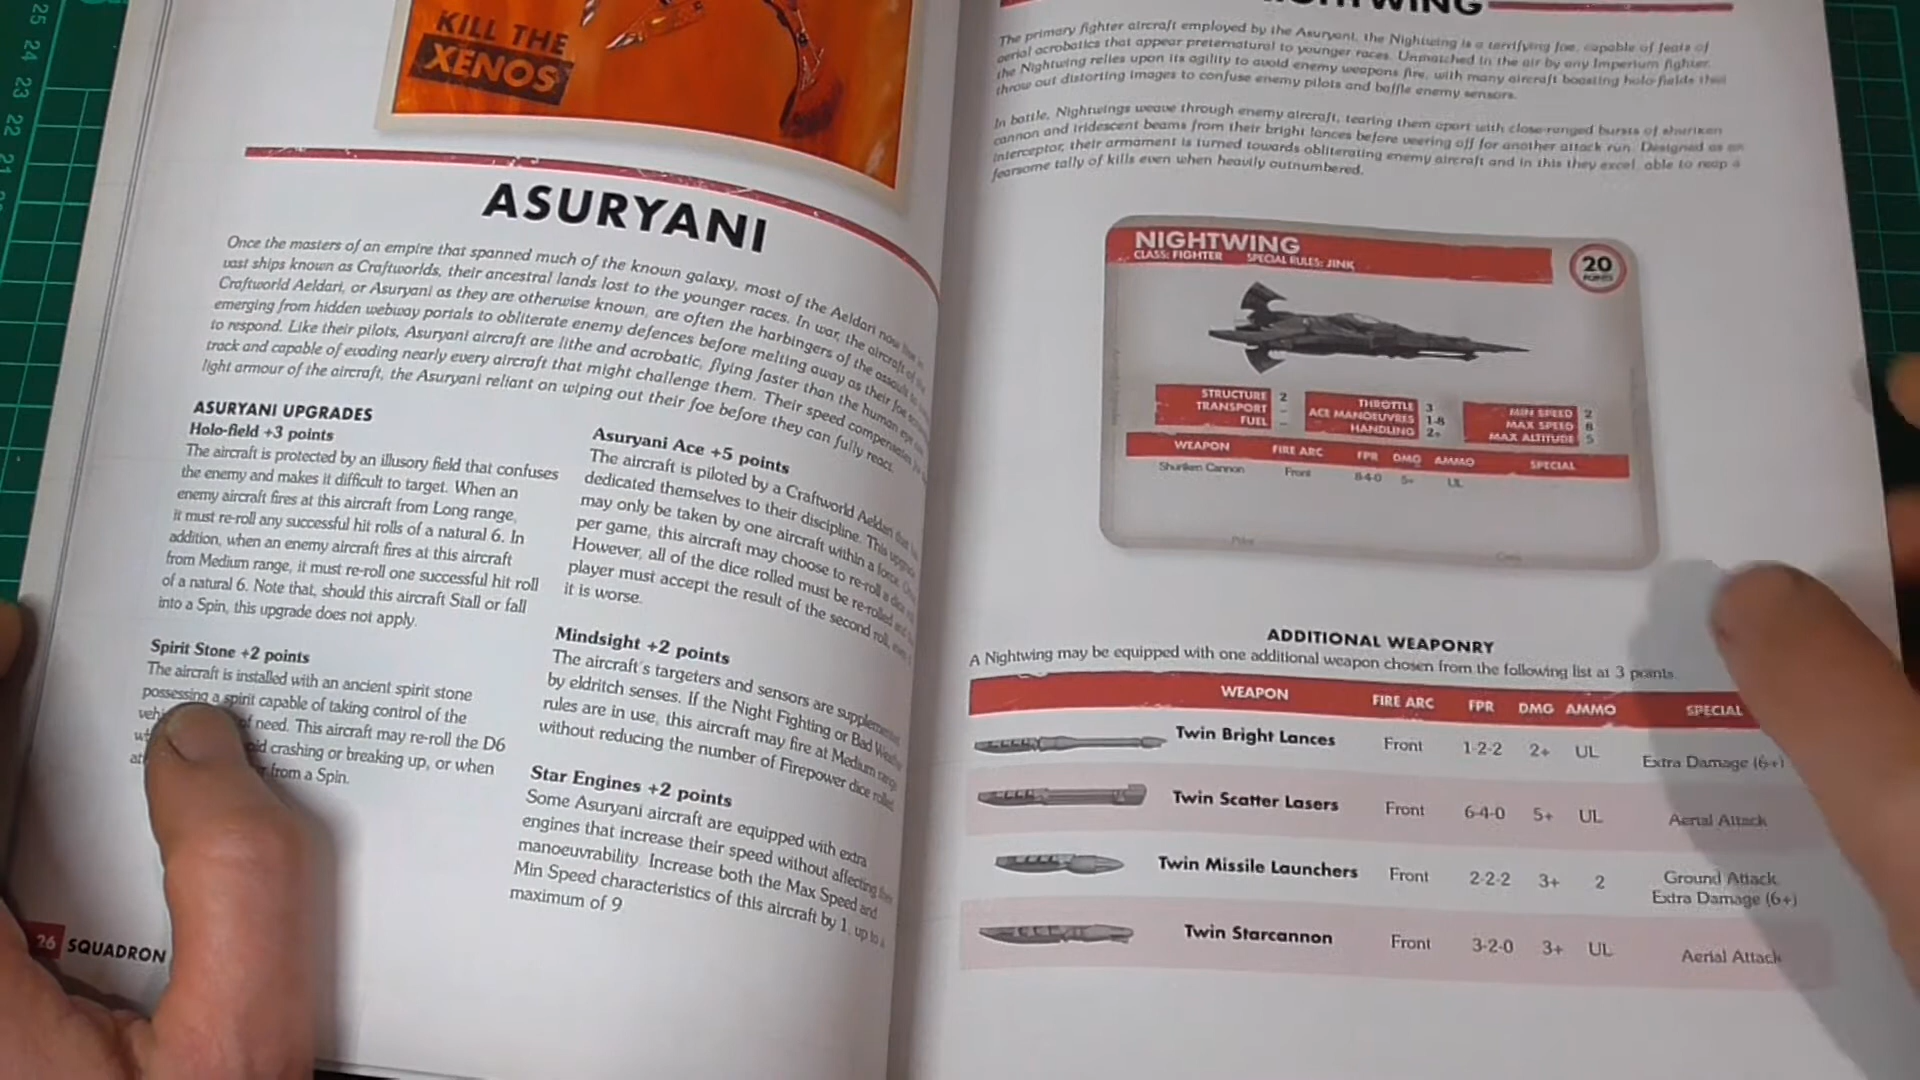 25
24
23
22
21
KILL THE
XENOS
ASURYANI
Once the masters of an empire that spanned much of the known galaxy, most of the Aeldari now
vast ships known as Craftworlds, their ancestral lands lost to the younger races. In war, the aircraft of
Craftworld Aeldari, or Asuryani as they are otherwise known, are often the harbingers of the
emerging from hidden webway portals to obliterate enemy defences before melting away as their foe
to respond. Like their pilots, Asuryani aircraft are lithe and acrobatic, flying faster than the human eye can
track and capable of evading nearly every aircraft that might challenge them. Their speed compensates for
light armour of the aircraft, the Asuryani reliant on wiping out their foe before they can fully react.
ASURYANI UPGRADES
Holo-field +3 points
The aircraft is protected by an illusory field that confuses
the enemy and makes it difficult to target. When an
enemy aircraft fires at this aircraft from Long range,
it must re-roll any successful hit rolls of a natural 6. In
addition, when an enemy aircraft fires at this aircraft
from Medium range, it must re-roll one successful hit roll
of a natural 6. Note that, should this aircraft Stall or fall
into a Spin, this upgrade does not apply.
Spirit Stone +2 points
The aircraft is installed with an ancient spirit stone
possessing a spirit capable of taking control of the
of need. This aircraft may re-roll the D6
crashing or breaking up, or when
from a Spin.
Asuryani Ace +5 points
The aircraft is piloted by a Craftworld Aeldari that
dedicated themselves to their discipline. This upgrade
may only be taken by one aircraft within a force. Once
per game, this aircraft may choose to re-roll a dice
However, all of the dice rolled must be re-rolled and the
player must accept the result of the second roll, even if
it is worse.
Mindsight +2 points
The aircraft's targeters and sensors are supplemented
by eldritch senses. If the Night Fighting or Bad Weather
rules are in use, this aircraft may fire at Medium range
without reducing the number of Firepower dice rolled.
Star Engines +2 points
Some Asuryani aircraft are equipped with extra
engines that increase their speed without affecting their
manoeuvrability. Increase both the Max Speed and
Min Speed characteristics of this aircraft by 1, up to a
maximum of 9
26 SQUADRON
NIGHTWING
The primary fighter aircraft employed by the Asuryani, the Nightwing is a terrifying foe, capable of feats of
aerial acrobatics that appear preternatural to younger races. Unmatched in the air by any Imperium fighter,
the Nightwing relies upon its agility to avoid enemy weapons fire, with many aircraft boasting holo-fields that
throw out distorting images to confuse enemy pilots and baffle enemy sensors.
In battle, Nightwings weave through enemy aircraft, tearing them apart with close-ranged bursts of shuriken
cannon and iridescent beams from their bright lances before veering off for another attack run. Designed as an
interceptor, their armament is turned towards obliterating enemy aircraft and in this they excel, able to reap a
fearsome tally of kills even when heavily outnumbered.
NIGHTWING
CLASS: FIGHTER SPECIAL RULES: JINK
20
POINTS
STRUCTURE 2 THROTTLE 3 MIN SPEED 2
TRANSPORT – ACE MANOEUVRES 1-8 MAX SPEED 8
FUEL – HANDLING 2+ MAX ALTITUDE 5
WEAPON FIRE ARC FPR DMG AMMO SPECIAL
Shuriken Cannon Front 8-4-0 5+ UL
ADDITIONAL WEAPONRY
A Nightwing may be equipped with one additional weapon chosen from the following list at 3 points
WEAPON FIRE ARC FPR DMG AMMO SPECIAL
Twin Bright Lances Front 1-2-2 2+ UL Extra Damage (6+)
Twin Scatter Lasers Front 6-4-0 5+ UL Aerial Attack
Twin Missile Launchers Front 2-2-2 3+ 2 Ground Attack, Extra Damage (6+)
Twin Starcannon Front 3-2-0 3+ UL Aerial Attack